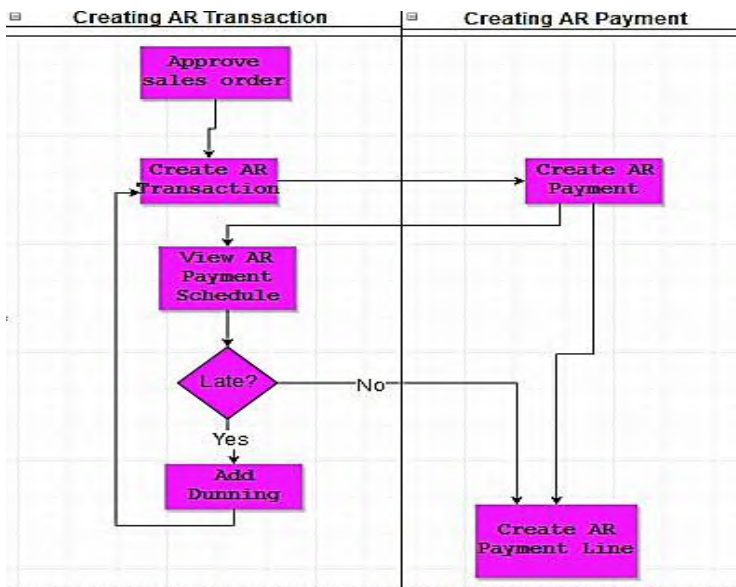 Creating AR Transaction
Creating AR Payment
Approve
sales order
Create AR
Transaction
Create AR
Payment
View AR
Payment
Schedule
Late?
No
Yes
Add
Dunning
Create AR
Payment Line